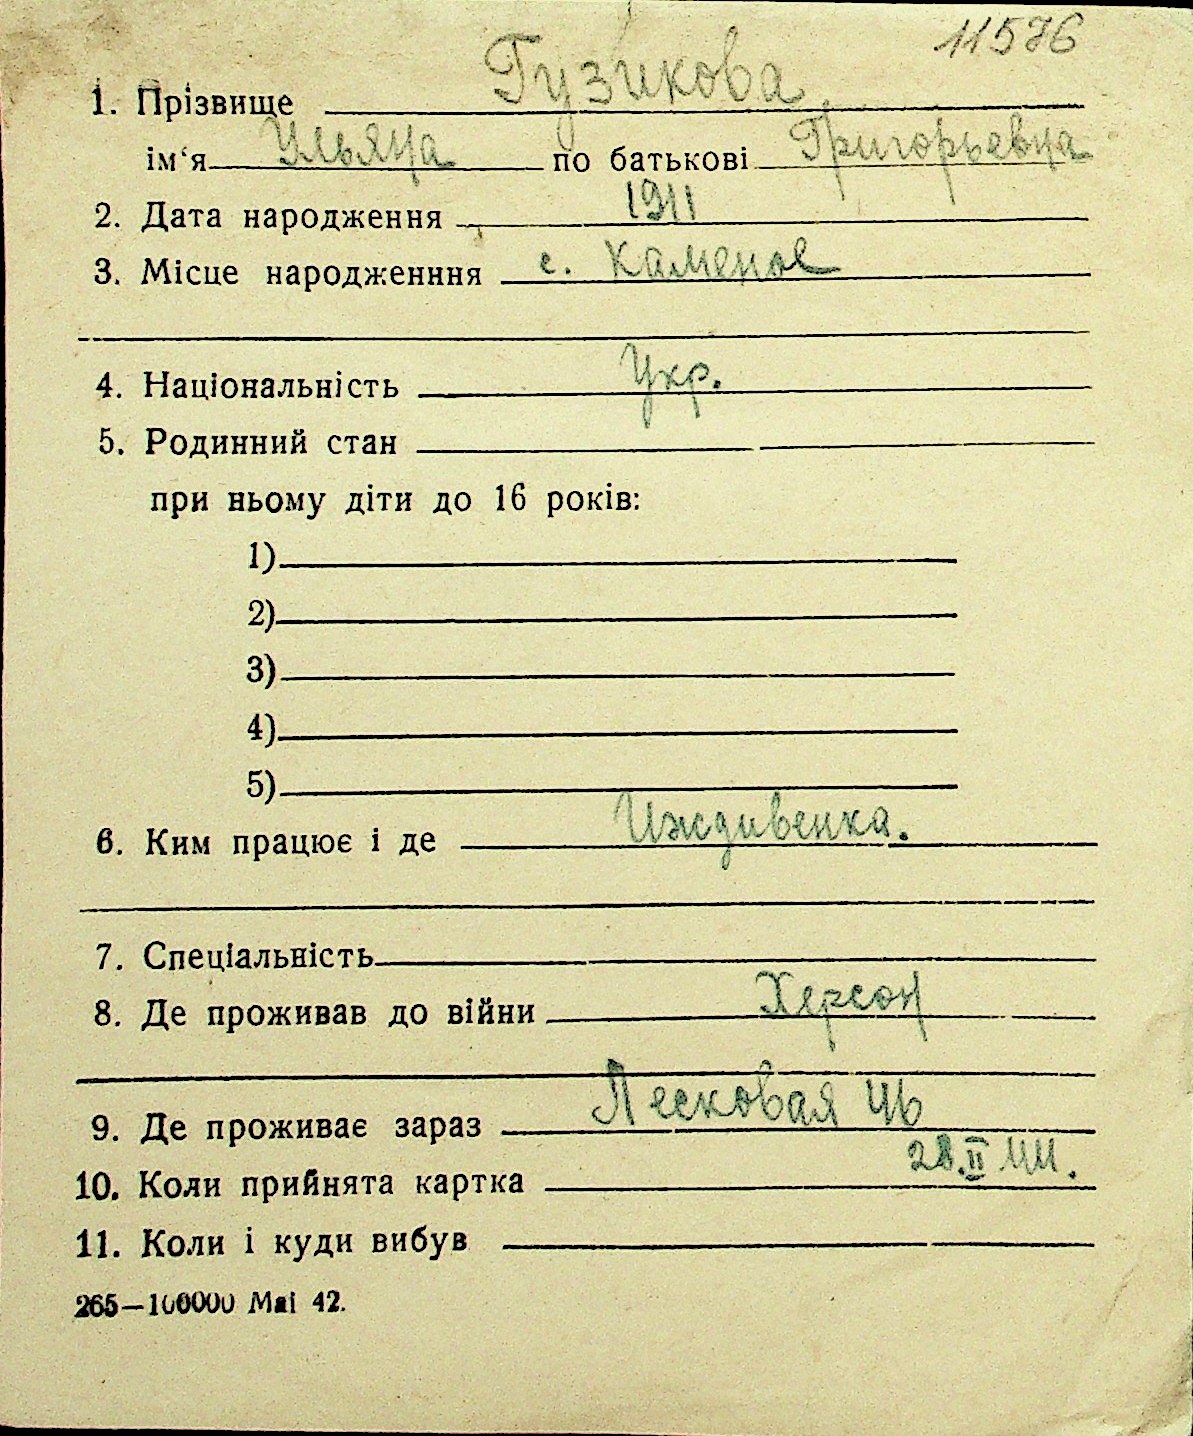 11576
1. Прізвище Гузикова
ім‘я Ульяна по батькові Григорьевна
2. Дата народження 1911
3. Місце народженння с. Каменое
4. Національність Укр.
5. Родинний стан
при ньому діти до 16 років:
1)
2)
3)
4)
5)
6. Ким працює і де Иждивенка.
7. Спеціальність
8. Де проживав до війни Херсон
9. Де проживає зараз Лесковая
10. Коли прийнята картка 28.II 44.
11. Коли і куди вибув
265—100000 Маі 42.